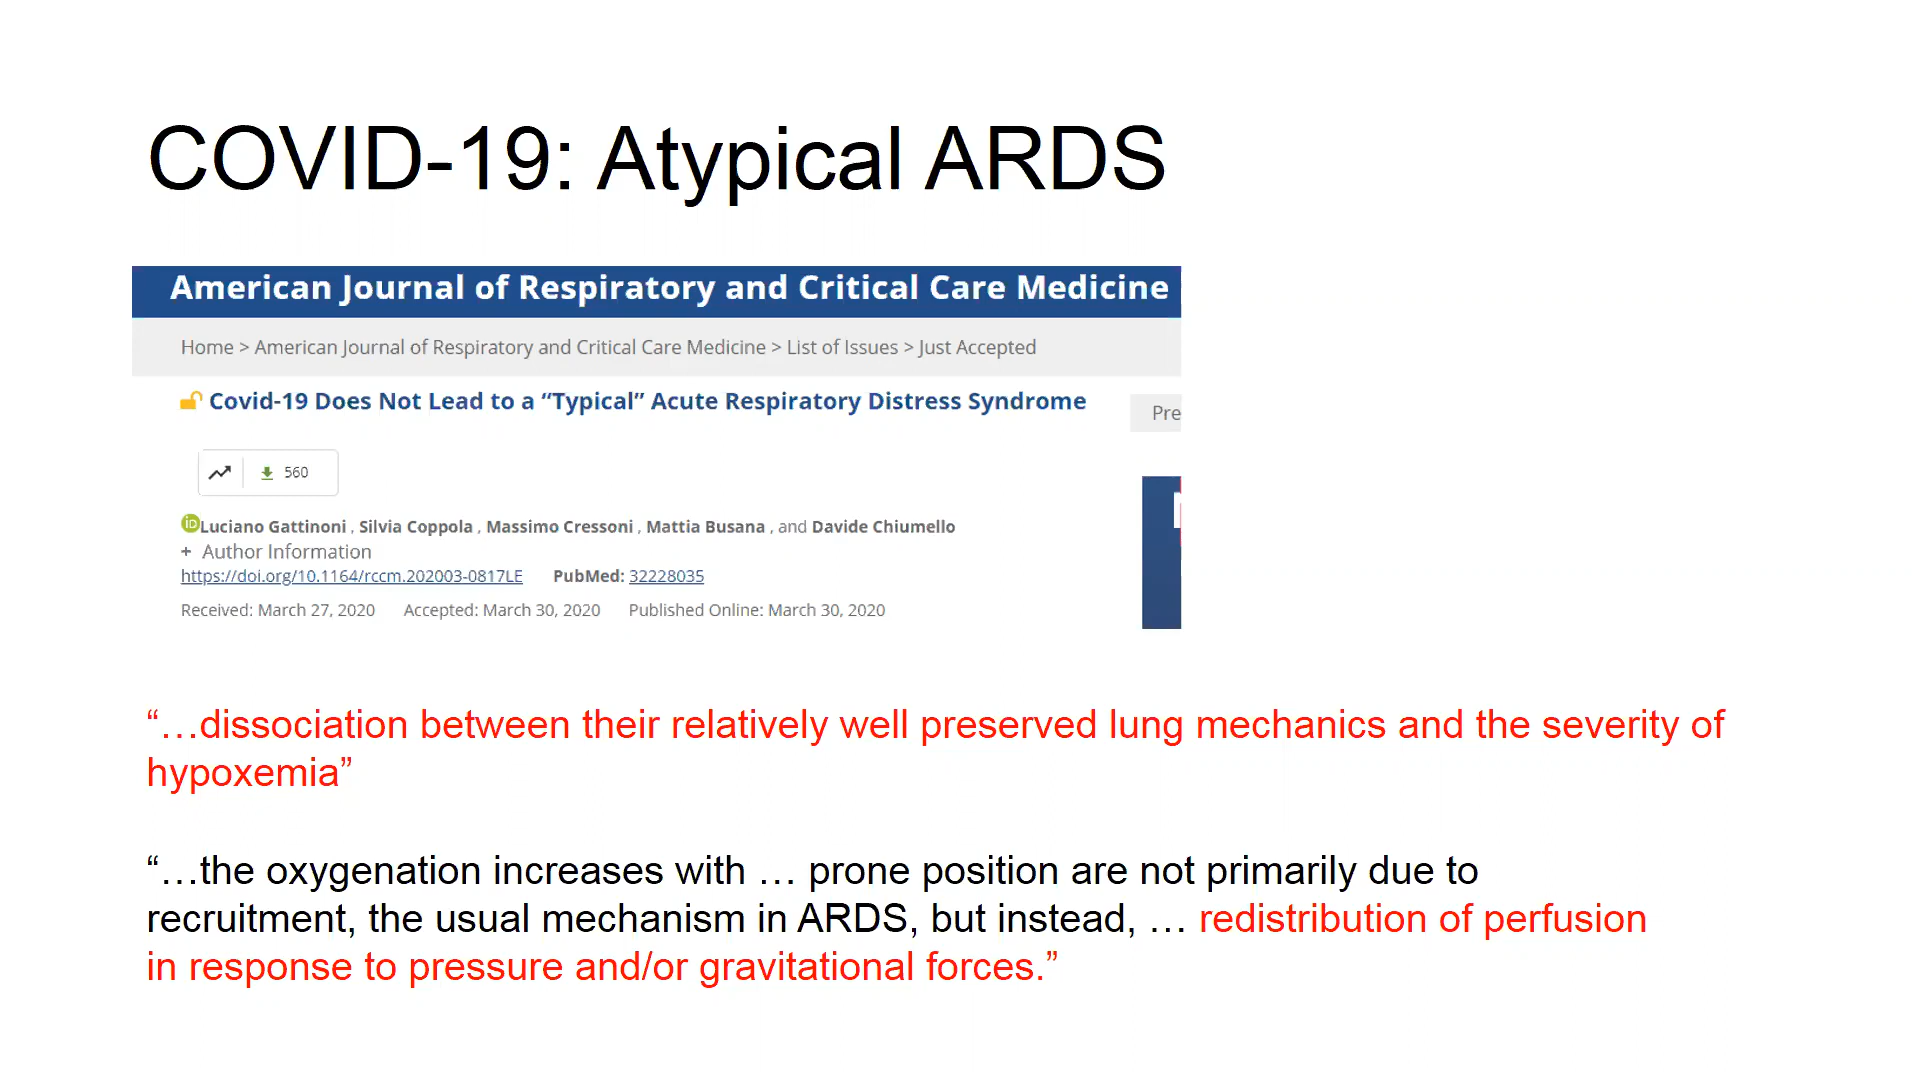 COVID-19: Atypical ARDS
American Journal of Respiratory and Critical Care Medicine
Home > American Journal of Respiratory and Critical Care Medicine > List of Issues > Just Accepted
Covid-19 Does Not Lead to a “Typical” Acute Respiratory Distress Syndrome
Pre
560
iD Luciano Gattinoni , Silvia Coppola , Massimo Cressoni , Mattia Busana , and Davide Chiumello
+ Author Information
https://doi.org/10.1164/rccm.202003-0817LE PubMed: 32228035
Received: March 27, 2020 Accepted: March 30, 2020 Published Online: March 30, 2020
“…dissociation between their relatively well preserved lung mechanics and the severity of
hypoxemia”
“…the oxygenation increases with … prone position are not primarily due to
recruitment, the usual mechanism in ARDS, but instead, … redistribution of perfusion
in response to pressure and/or gravitational forces.”